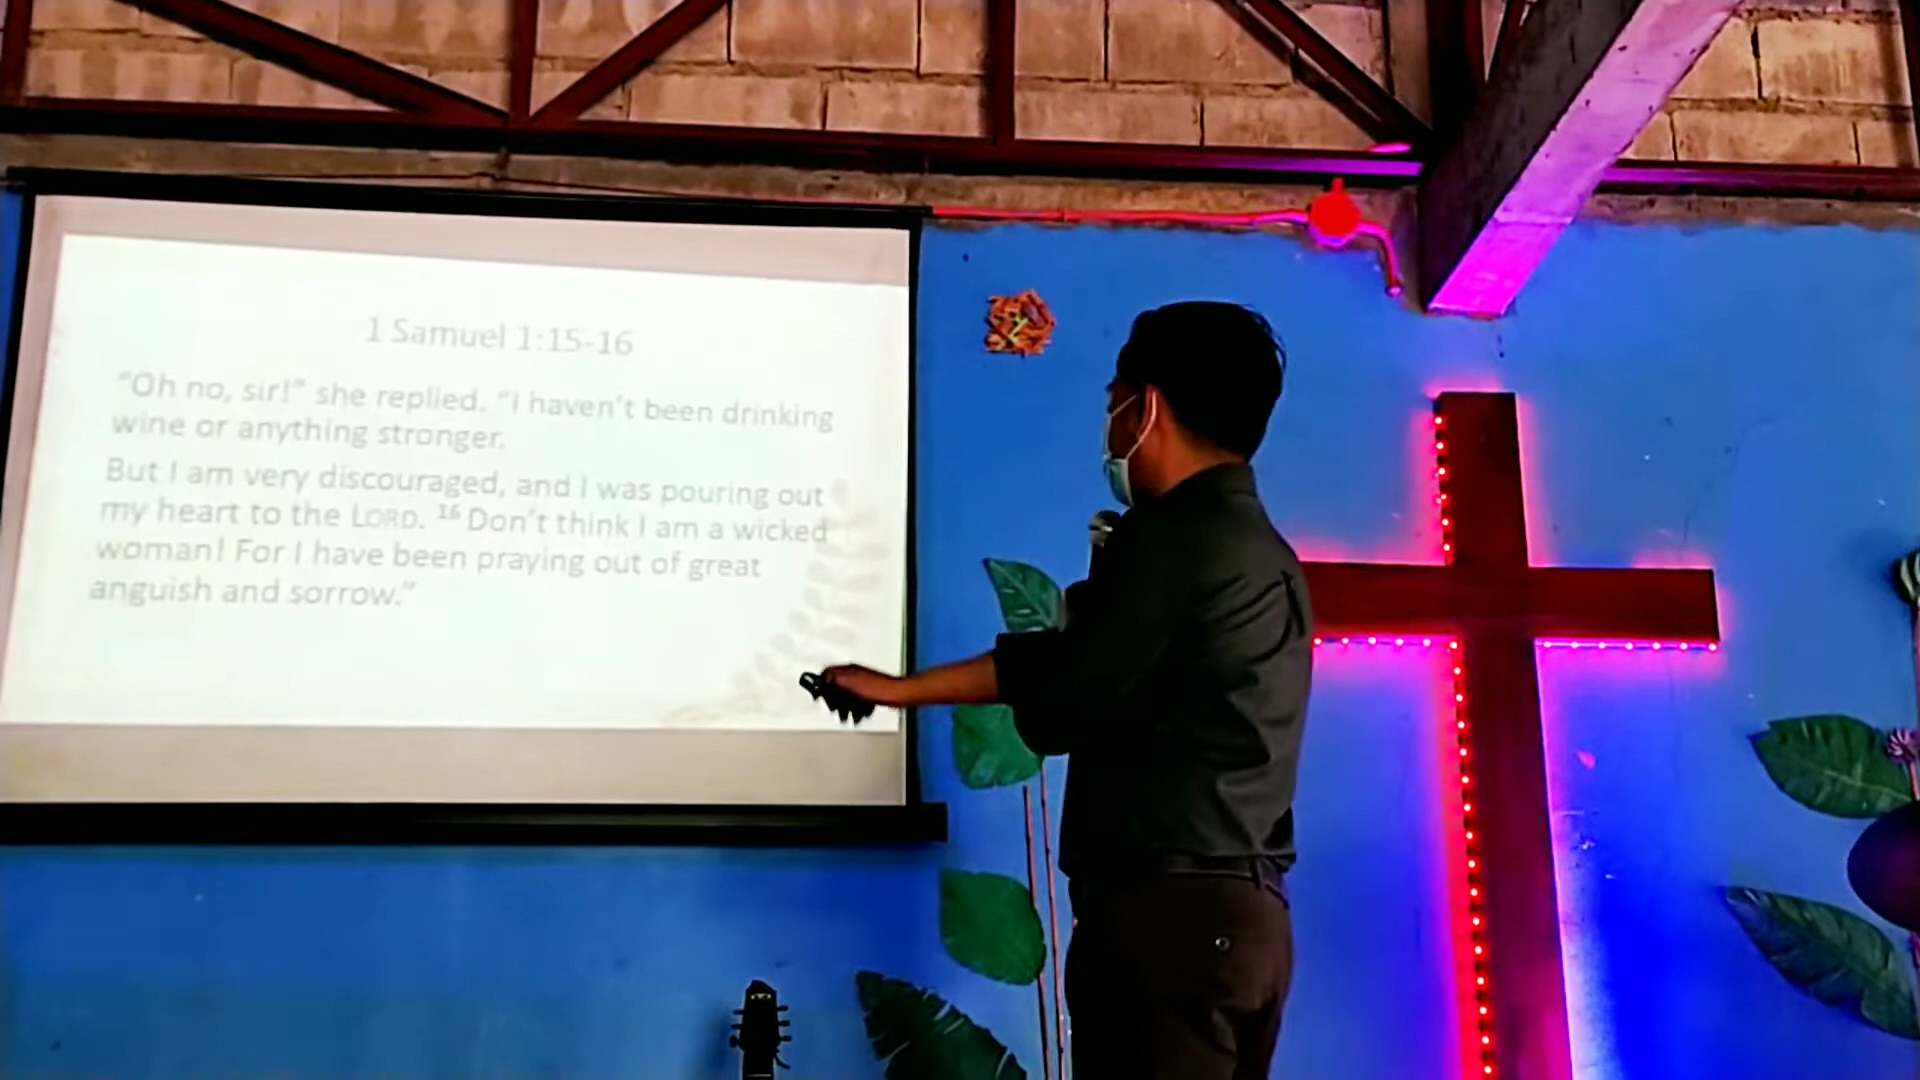 1 Samuel 1:15-16
“Oh no, sir!” she replied. “I haven’t been drinking
wine or anything stronger.
But I am very discouraged, and I was pouring out
my heart to the LORD. ¹⁶ Don’t think I am a wicked
woman! For I have been praying out of great
anguish and sorrow.”